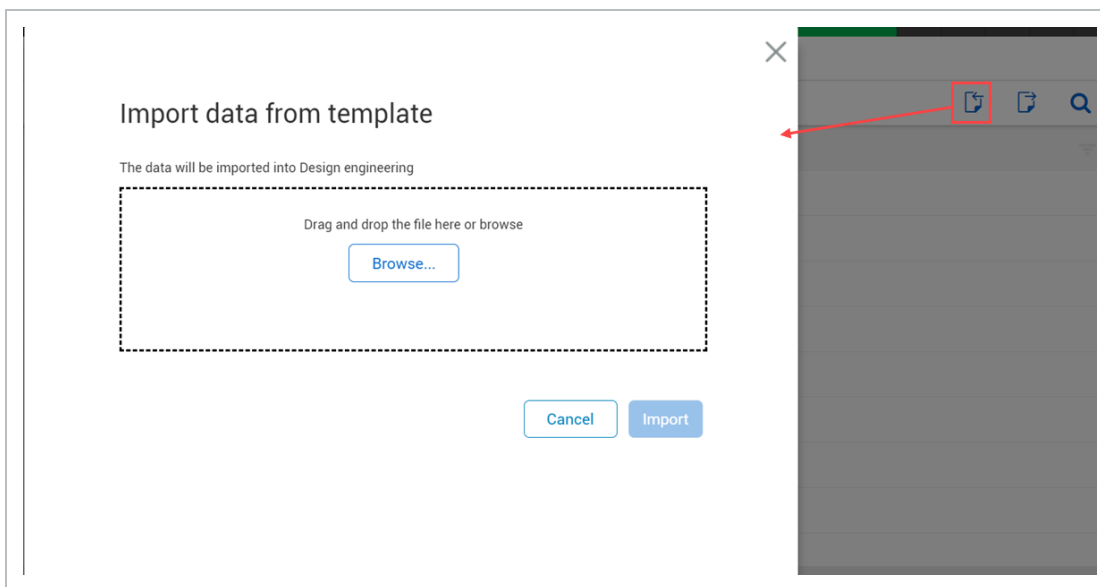 Import data from template
The data will be imported into Design engineering
Drag and drop the file here or browse
Browse...
Cancel
Import